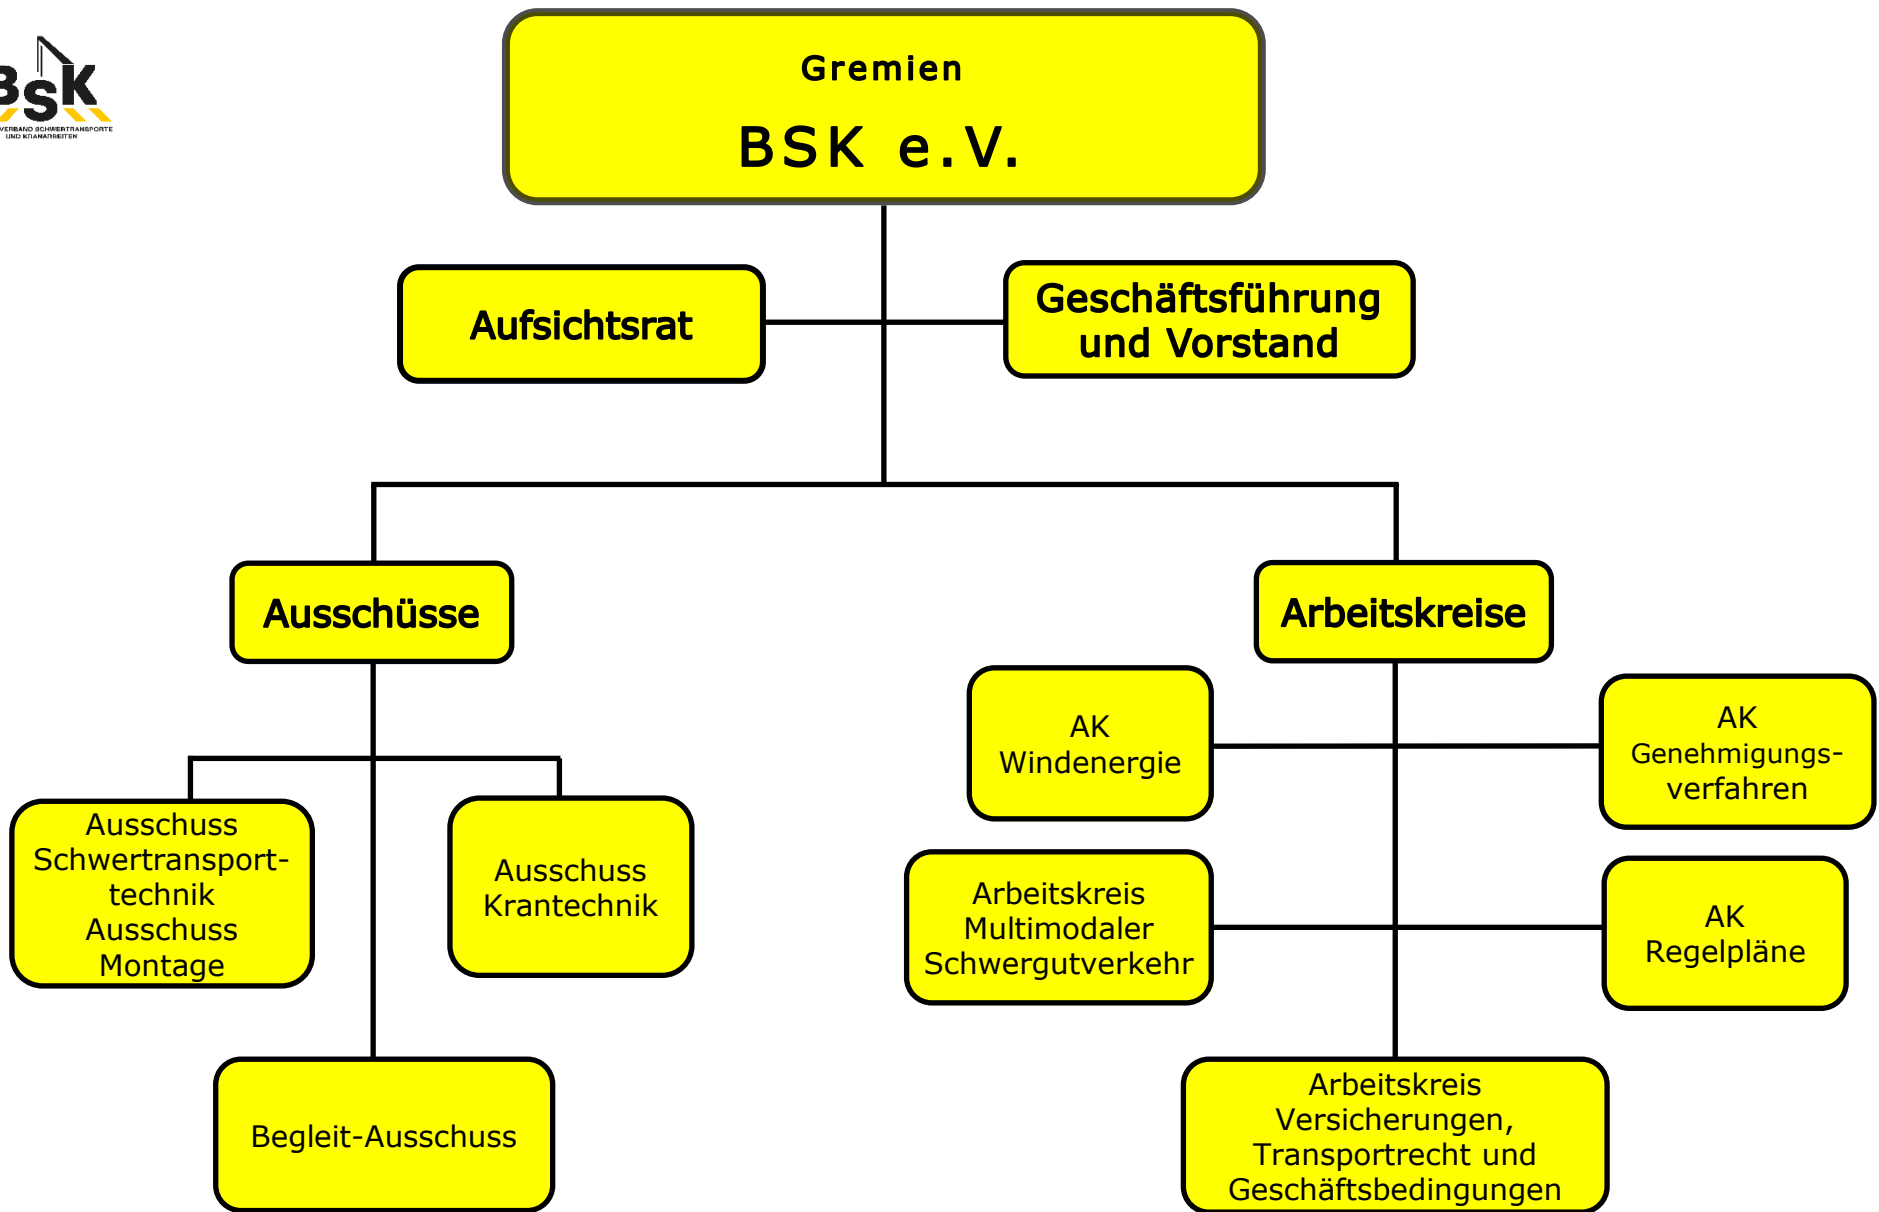 BSK
VERBAND SCHWERTRANSPORTE
UND KRANARBEITEN
Gremien
BSK e.V.
Aufsichtsrat
Geschäftsführung
und Vorstand
Ausschüsse
Arbeitskreise
AK
Windenergie
AK
Genehmigungs-
verfahren
Ausschuss
Schwertransport-
technik
Ausschuss
Montage
Ausschuss
Krantechnik
Arbeitskreis
Multimodaler
Schwergutverkehr
AK
Regelpläne
Begleit-Ausschuss
Arbeitskreis
Versicherungen,
Transportrecht und
Geschäftsbedingungen